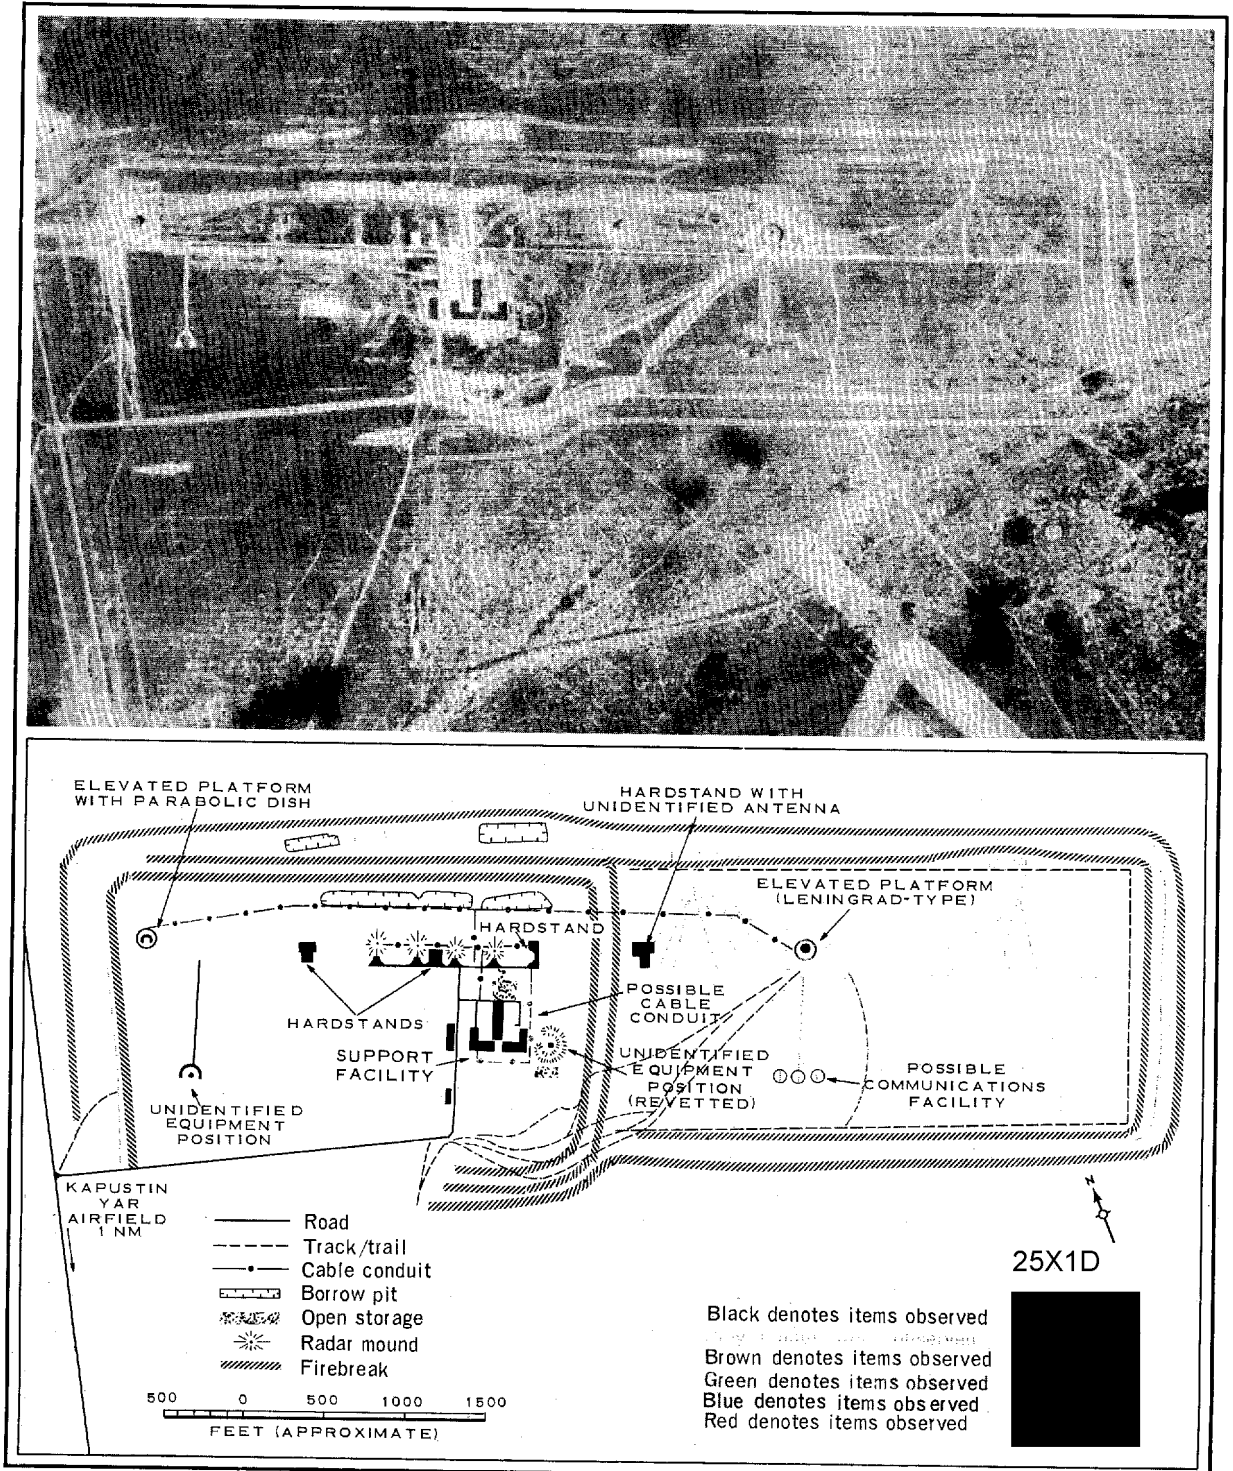 ELEVATED PLATFORM
WITH PARABOLIC DISH
HARDSTAND WITH
UNIDENTIFIED ANTENNA
ELEVATED PLATFORM
(LENINGRAD-TYPE)
HARDSTAND
HARDSTANDS
POSSIBLE
CABLE
CONDUIT
SUPPORT
FACILITY
UNIDENTIFIED
EQUIPMENT
POSITION
(REVETTED)
POSSIBLE
COMMUNICATIONS
FACILITY
UNIDENTIFIED
EQUIPMENT
POSITION
KAPUSTIN
YAR
AIRFIELD
1 NM
N
Road
Track/trail
Cable conduit
Borrow pit
Open storage
Radar mound
Firebreak
500 0 500 1000 1500
FEET (APPROXIMATE)
25X1D
Black denotes items observed
observed
Brown denotes items observed
Green denotes items observed
Blue denotes items observed
Red denotes items observed